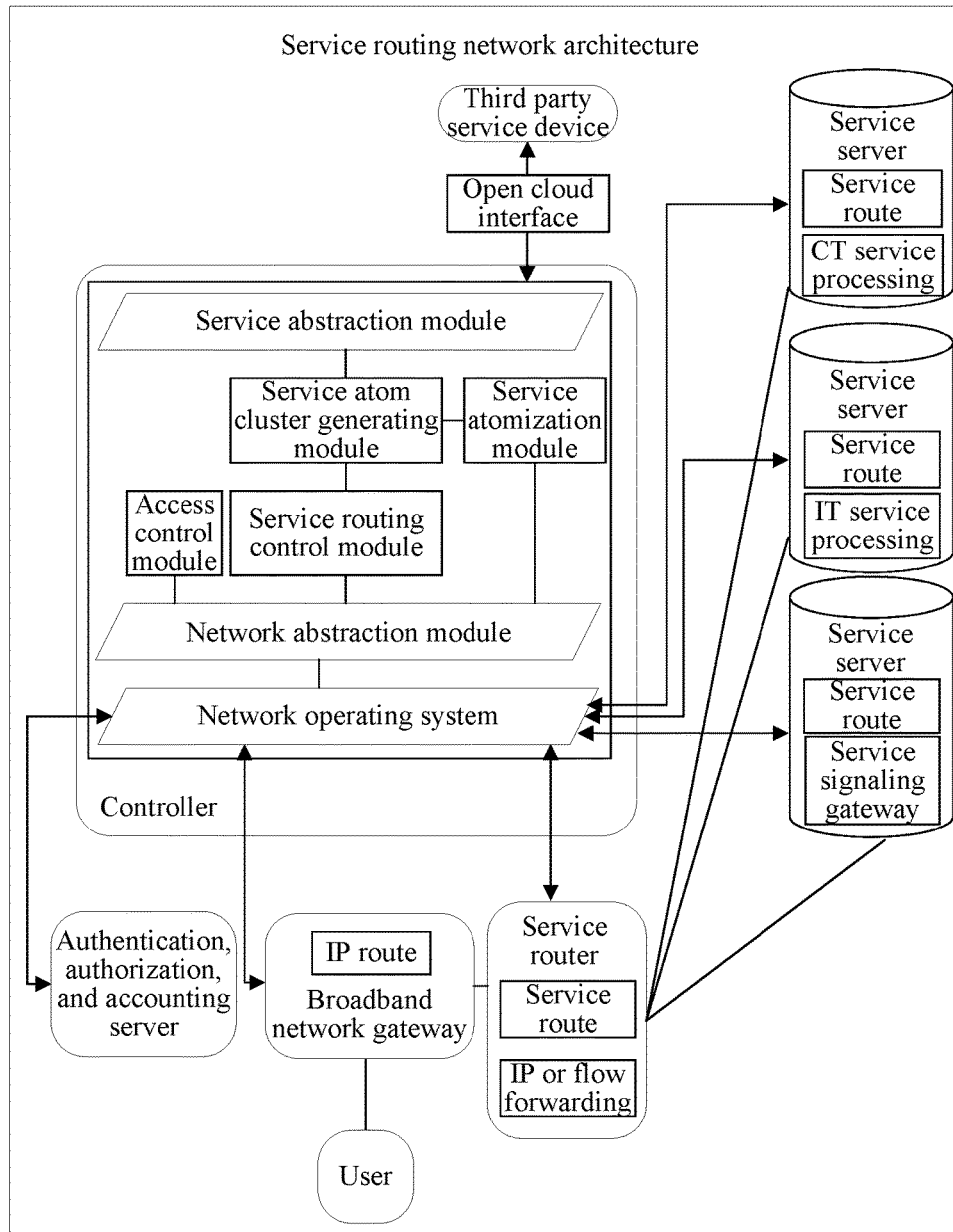 Service routing network architecture
Third party
service device
Open cloud
interface
Service abstraction module
Service atom
cluster generating
module
Service
atomization
module
Access
control
module
Service routing
control module
Network abstraction module
Network operating system
Controller
Service
server
Service
route
CT service
processing
Service
server
Service
route
IT service
processing
Service
server
Service
route
Service
signaling
gateway
Authentication,
authorization,
and accounting
server
IP route
Broadband
network gateway
Service
router
Service
route
IP or flow
forwarding
User